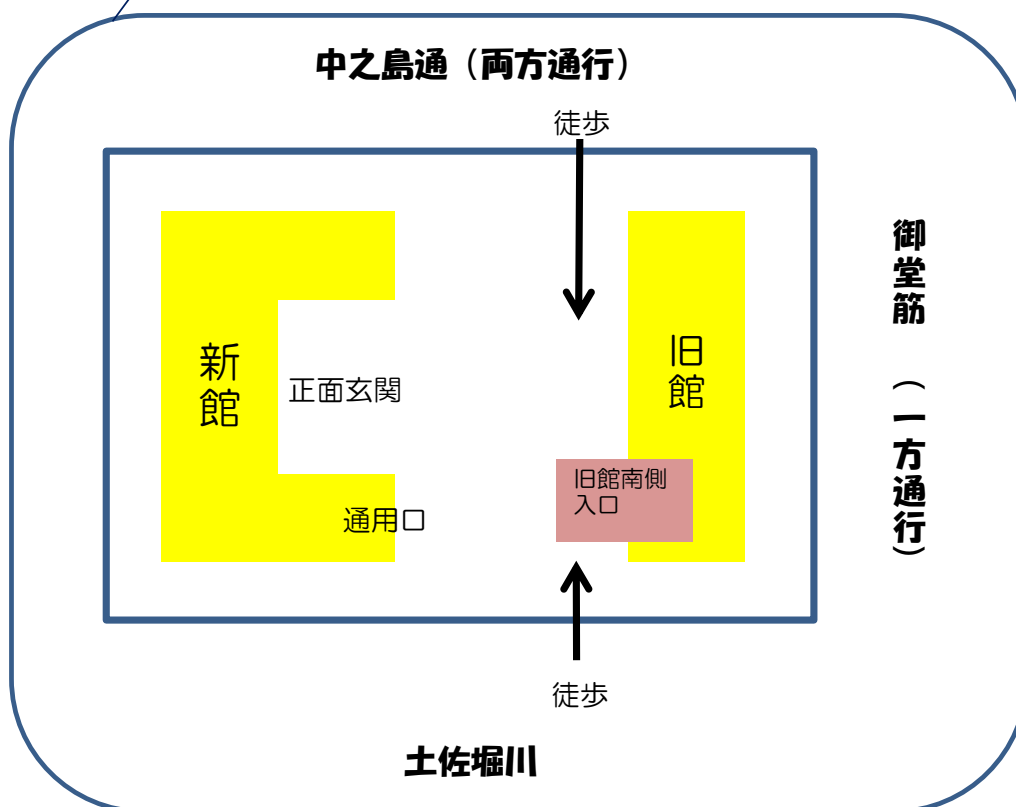 中之島通（両方通行）
徒歩
御堂筋　（一方通行）
新館
正面玄関
旧館
旧館南側
入口
通用口
徒歩
土佐堀川